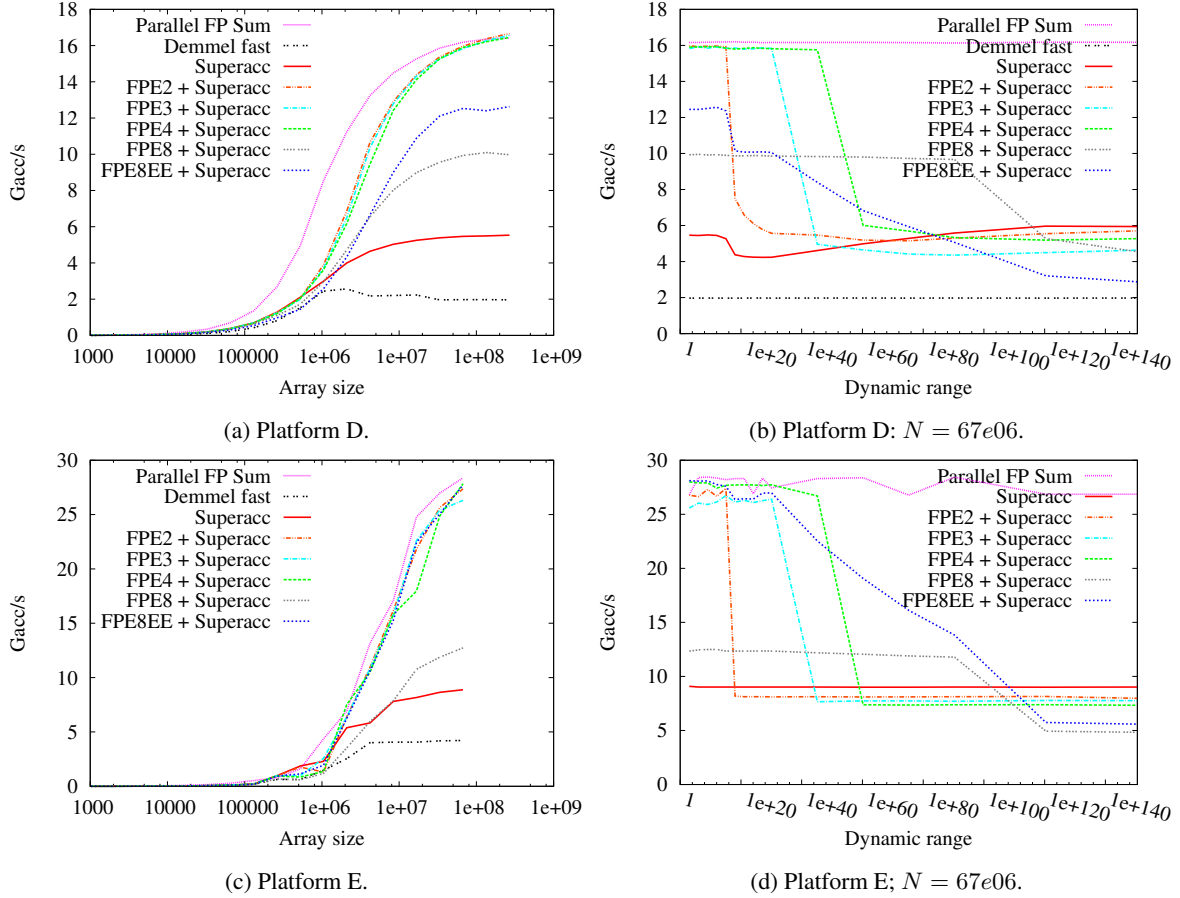 18
16
14
12
10
8
6
4
2
0
Gacc/s
Parallel FP Sum
Demmel fast
Superacc
FPE2 + Superacc
FPE3 + Superacc
FPE4 + Superacc
FPE8 + Superacc
FPE8EE + Superacc
1000 10000 100000 1e+06 1e+07 1e+08 1e+09
Array size
(a) Platform D.
18
16
14
12
10
8
6
4
2
0
Gacc/s
Parallel FP Sum
Demmel fast
Superacc
FPE2 + Superacc
FPE3 + Superacc
FPE4 + Superacc
FPE8 + Superacc
FPE8EE + Superacc
1 1e+20 1e+40 1e+60 1e+80 1e+100 1e+120 1e+140
Dynamic range
(b) Platform D: N = 67e06.
30
25
20
15
10
5
0
Gacc/s
Parallel FP Sum
Demmel fast
Superacc
FPE2 + Superacc
FPE3 + Superacc
FPE4 + Superacc
FPE8 + Superacc
FPE8EE + Superacc
1000 10000 100000 1e+06 1e+07 1e+08 1e+09
Array size
(c) Platform E.
30
25
20
15
10
5
0
Gacc/s
Parallel FP Sum
Superacc
FPE2 + Superacc
FPE3 + Superacc
FPE4 + Superacc
FPE8 + Superacc
FPE8EE + Superacc
1 1e+20 1e+40 1e+60 1e+80 1e+100 1e+120 1e+140
Dynamic range
(d) Platform E; N = 67e06.